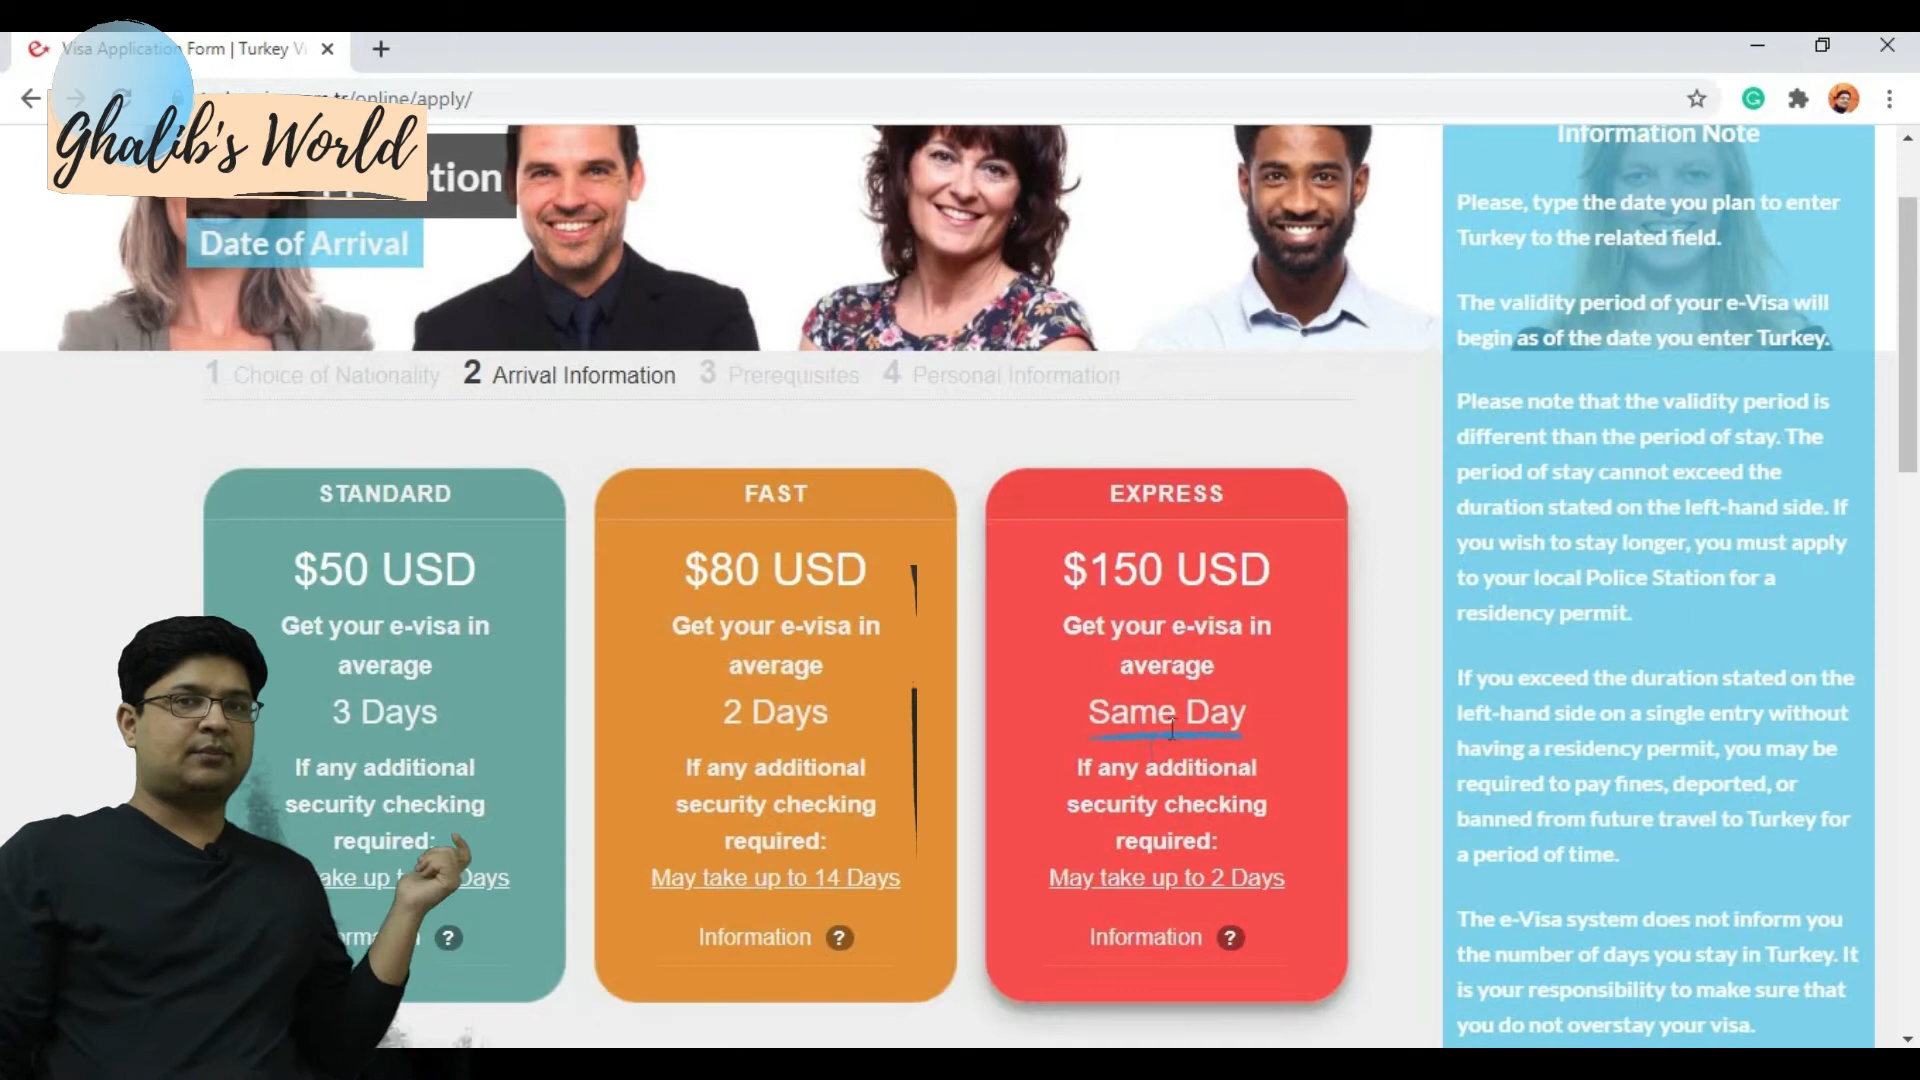 Visa Application Form | Turkey V
online/apply/
Ghalib's World
Date of Arrival
1 Choice of Nationality 2 Arrival Information 3 Prerequisites 4 Personal Information
STANDARD
$50 USD
Get your e-visa in
average
3 Days
If any additional
security checking
required:
ake up Days
?
FAST
$80 USD
Get your e-visa in
average
2 Days
If any additional
security checking
required:
May take up to 14 Days
Information ?
EXPRESS
$150 USD
Get your e-visa in
average
Same Day
If any additional
security checking
required:
May take up to 2 Days
Information ?
Information Note
Please, type the date you plan to enter
Turkey to the related field.
The validity period of your e-Visa will
begin as of the date you enter Turkey.
Please note that the validity period is
different than the period of stay. The
period of stay cannot exceed the
duration stated on the left-hand side. If
you wish to stay longer, you must apply
to your local Police Station for a
residency permit.
If you exceed the duration stated on the
left-hand side on a single entry without
having a residency permit, you may be
required to pay fines, deported, or
banned from future travel to Turkey for
a period of time.
The e-Visa system does not inform you
the number of days you stay in Turkey. It
is your responsibility to make sure that
you do not overstay your visa.